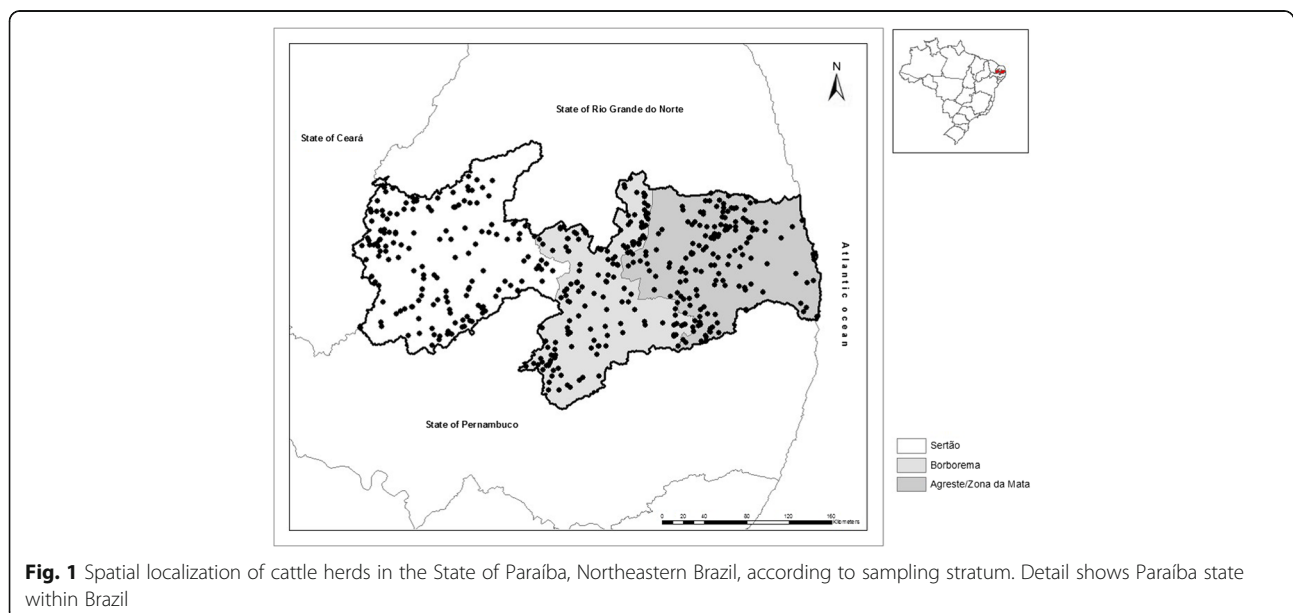 N
State of Rio Grande do Norte
State of Ceará
Atlantic ocean
State of Pernambuco
Sertão
Borborema
Agreste/Zona da Mata
0 10 20 40 80 120 160
Kilometers
Fig. 1 Spatial localization of cattle herds in the State of Paraíba, Northeastern Brazil, according to sampling stratum. Detail shows Paraíba state
within Brazil